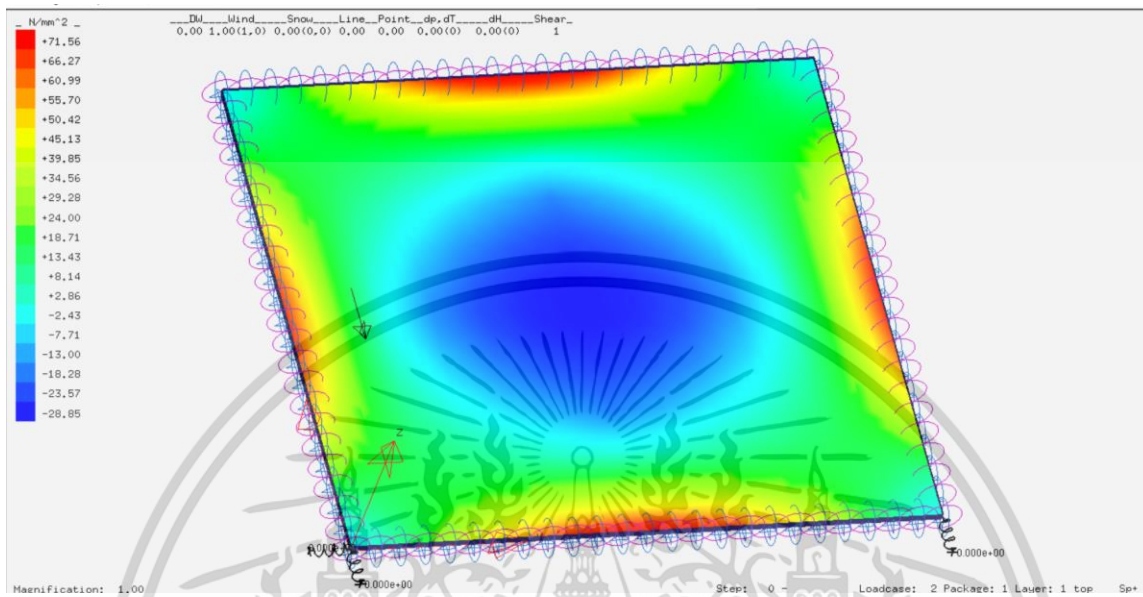 _ N/mm^2 _
___DW____Wind_____Snow____Line__Point__dp,dT_____dH_____Shear_
0.00 1.00(1,0) 0.00(0,0) 0.00 0.00 0.00(0) 0.00(0) 1
+71.56
+66.27
+60.99
+55.70
+50.42
+45.13
+39.85
+34.56
+29.28
+24.00
+18.71
+13.43
+8.14
+2.86
-2.43
-7.71
-13.00
-18.28
-23.57
-28.85
z
+0.000e+00
+0.000e+00
Magnification: 1.00 Step: 0 - Loadcase: 2 Package: 1 Layer: 1 top